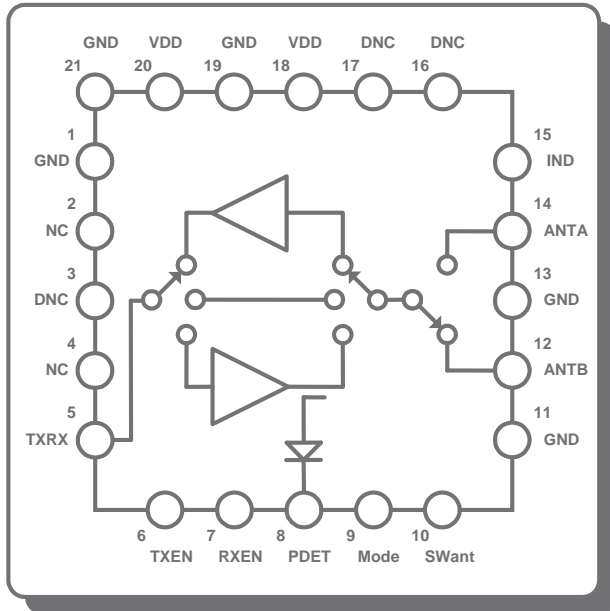 GND VDD GND VDD DNC DNC
21 20 19 18 17 16
1
GND
2
NC
3
DNC
4
NC
5
TXRX
15
IND
14
ANTA
13
GND
12
ANTB
11
GND
6 7 8 9 10
TXEN RXEN PDET Mode SWant